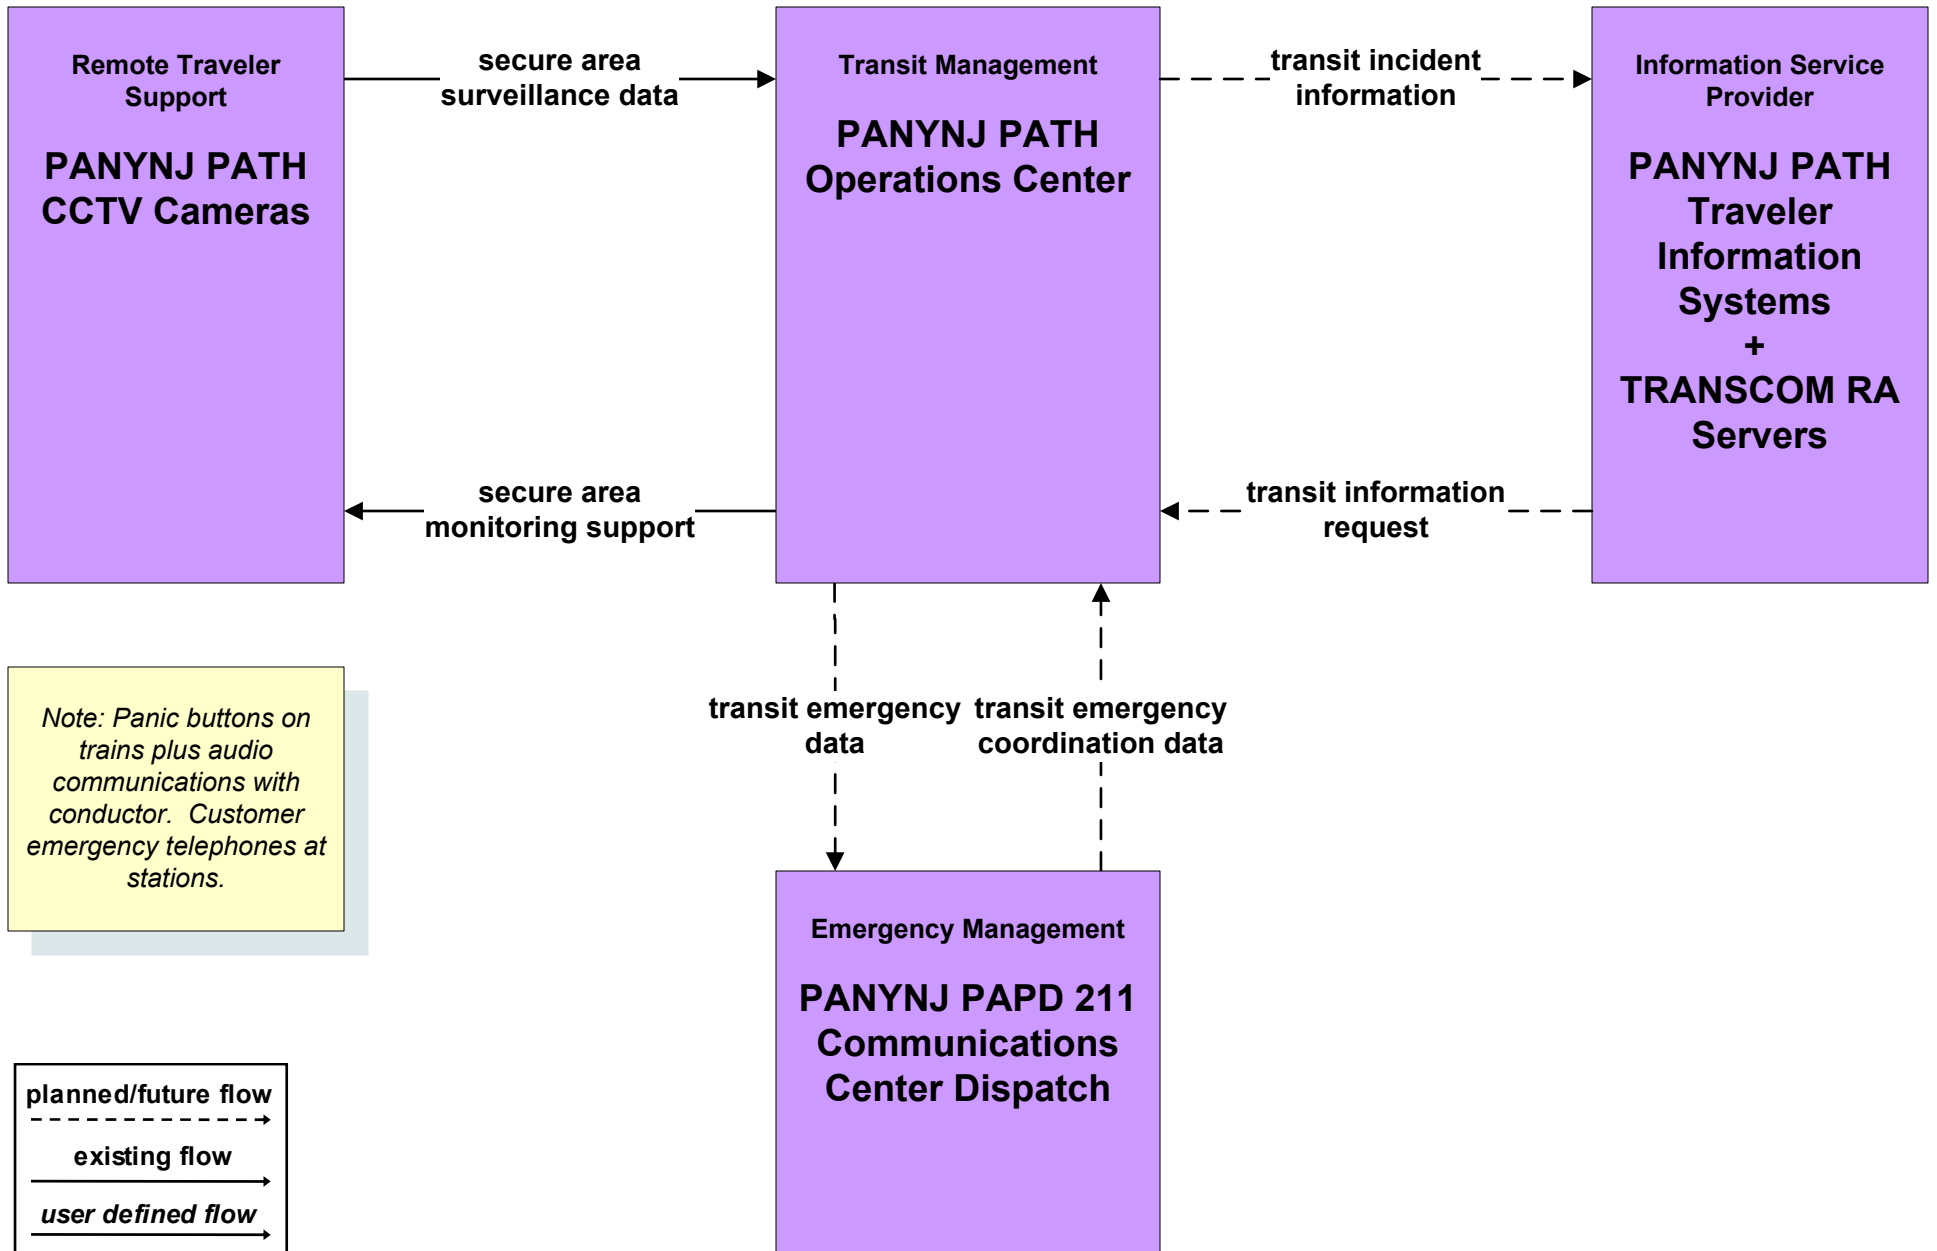 Remote Traveler
Support
PANYNJ PATH
CCTV Cameras
secure area
surveillance data
Transit Management
PANYNJ PATH
Operations Center
transit incident
information
Information Service
Provider
PANYNJ PATH
Traveler
Information
Systems
+
TRANSCOM RA
Servers
secure area
monitoring support
transit information
request
Note: Panic buttons on
trains plus audio
communications with
conductor.  Customer
emergency telephones at
stations.
transit emergency
data
transit emergency
coordination data
Emergency Management
PANYNJ PAPD 211
Communications
Center Dispatch
planned/future flow
existing flow
user defined flow